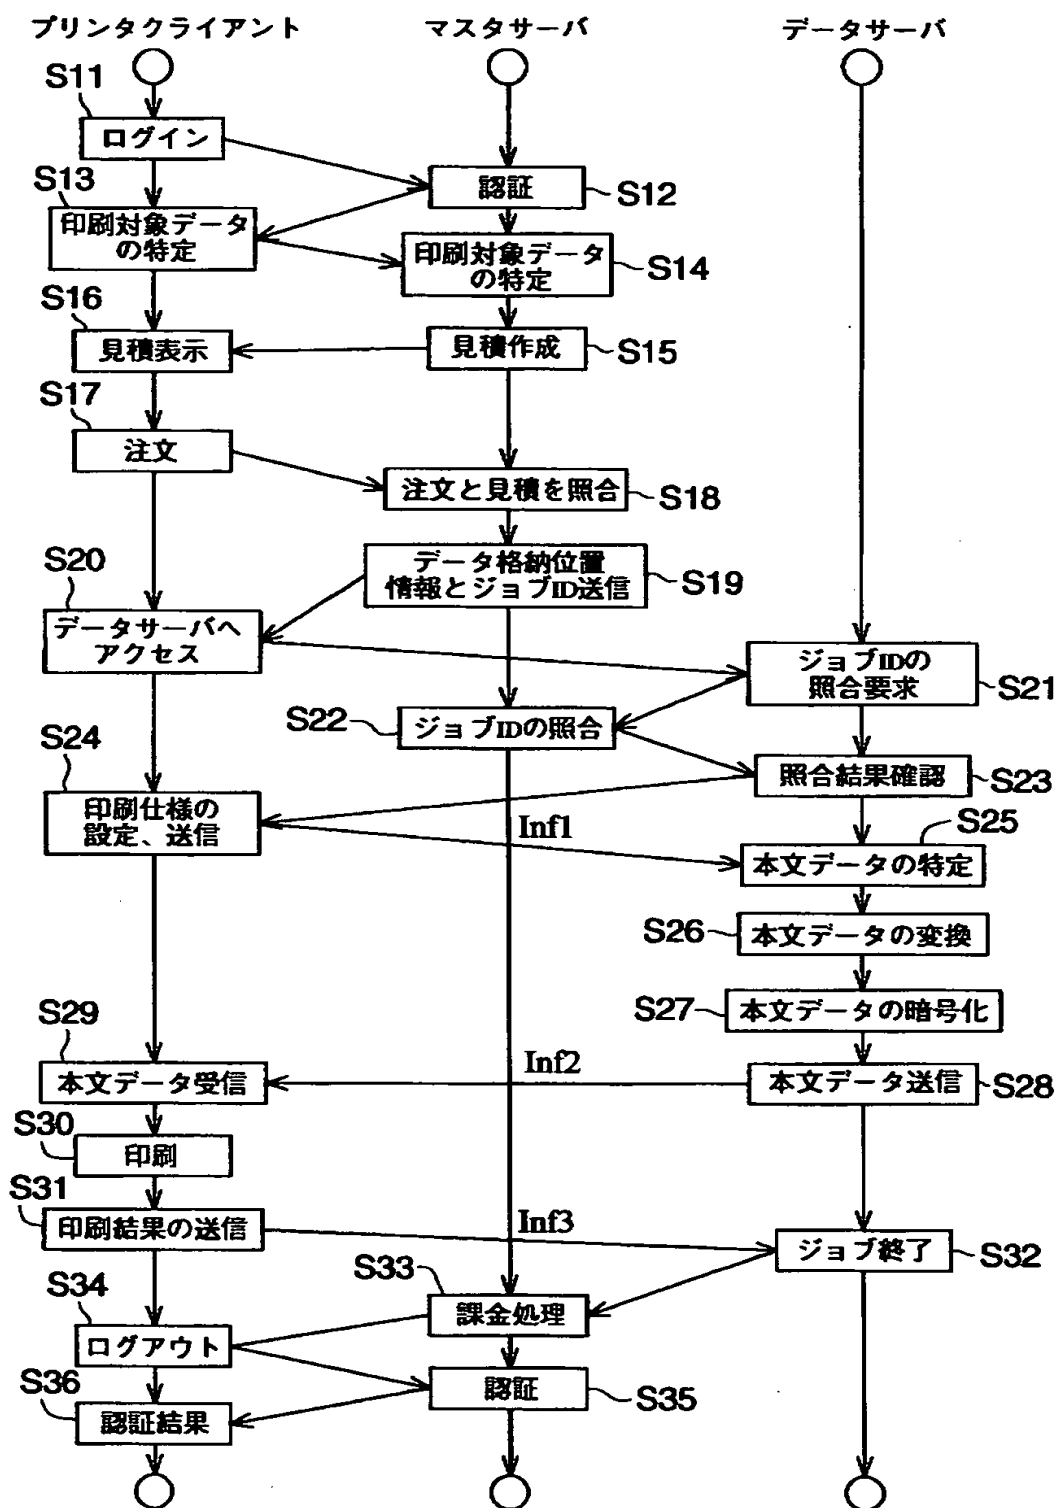 プリンタクライアント
マスタサーバ
データサーバ
S11
ログイン
認証
S12
S13
印刷対象データ
の特定
印刷対象データ
の特定
S14
S16
見積表示
見積作成
S15
S17
注文
注文と見積を照合
S18
データ格納位置
情報とジョブID送信
S19
S20
データサーバへ
アクセス
ジョブIDの
照合要求
S21
S22
ジョブIDの照合
照合結果確認
S23
S24
印刷仕様の
設定、送信
Inf1
S25
本文データの特定
S26
本文データの変換
S27
本文データの暗号化
S29
本文データ受信
Inf2
本文データ送信
S28
S30
印刷
S31
印刷結果の送信
Inf3
ジョブ終了
S32
S33
課金処理
S34
ログアウト
認証
S35
S36
認証結果